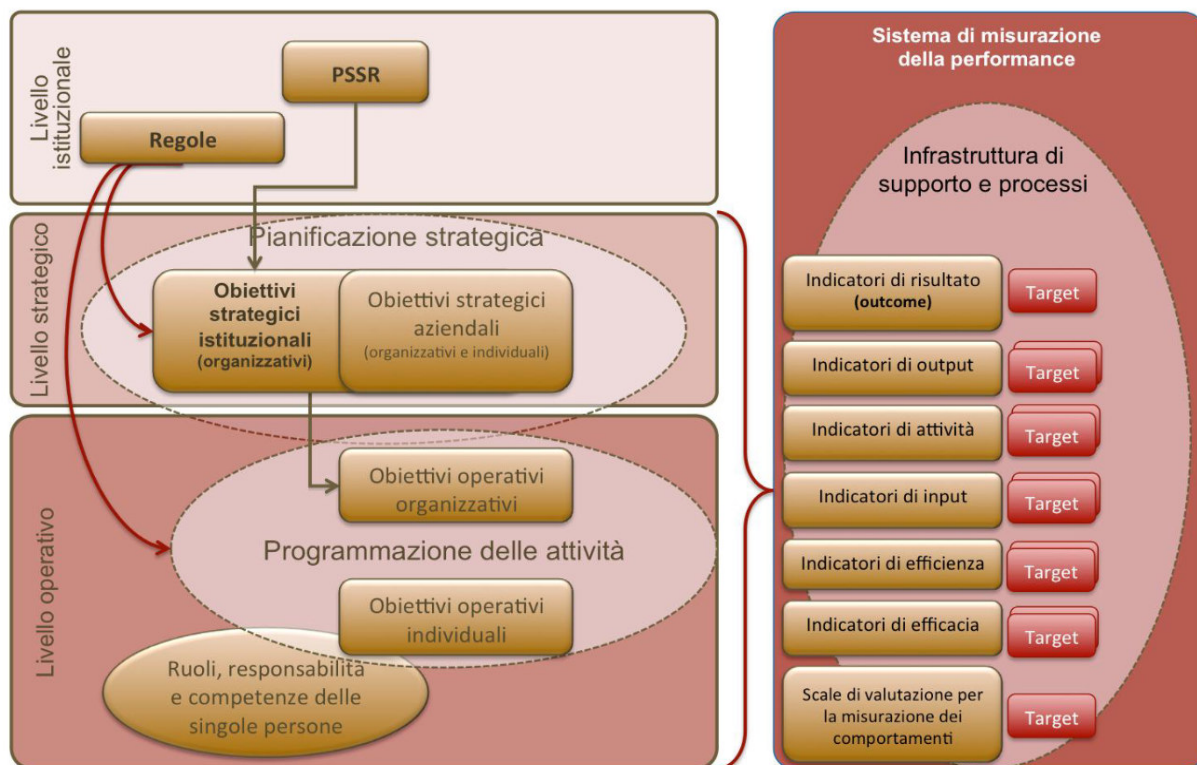 Livello
istituzionale
PSSR
Regole
Livello strategico
Pianificazione strategica
Obiettivi
strategici
istituzionali
(organizzativi)
Obiettivi strategici
aziendali
(organizzativi e individuali)
Livello operativo
Obiettivi operativi
organizzativi
Programmazione delle attività
Obiettivi operativi
individuali
Ruoli, responsabilità
e competenze delle
singole persone
Sistema di misurazione
della performance
Infrastruttura di
supporto e processi
Indicatori di risultato
(outcome)
Target
Indicatori di output
Target
Indicatori di attività
Target
Indicatori di input
Target
Indicatori di efficienza
Target
Indicatori di efficacia
Target
Scale di valutazione per
la misurazione dei
comportamenti
Target